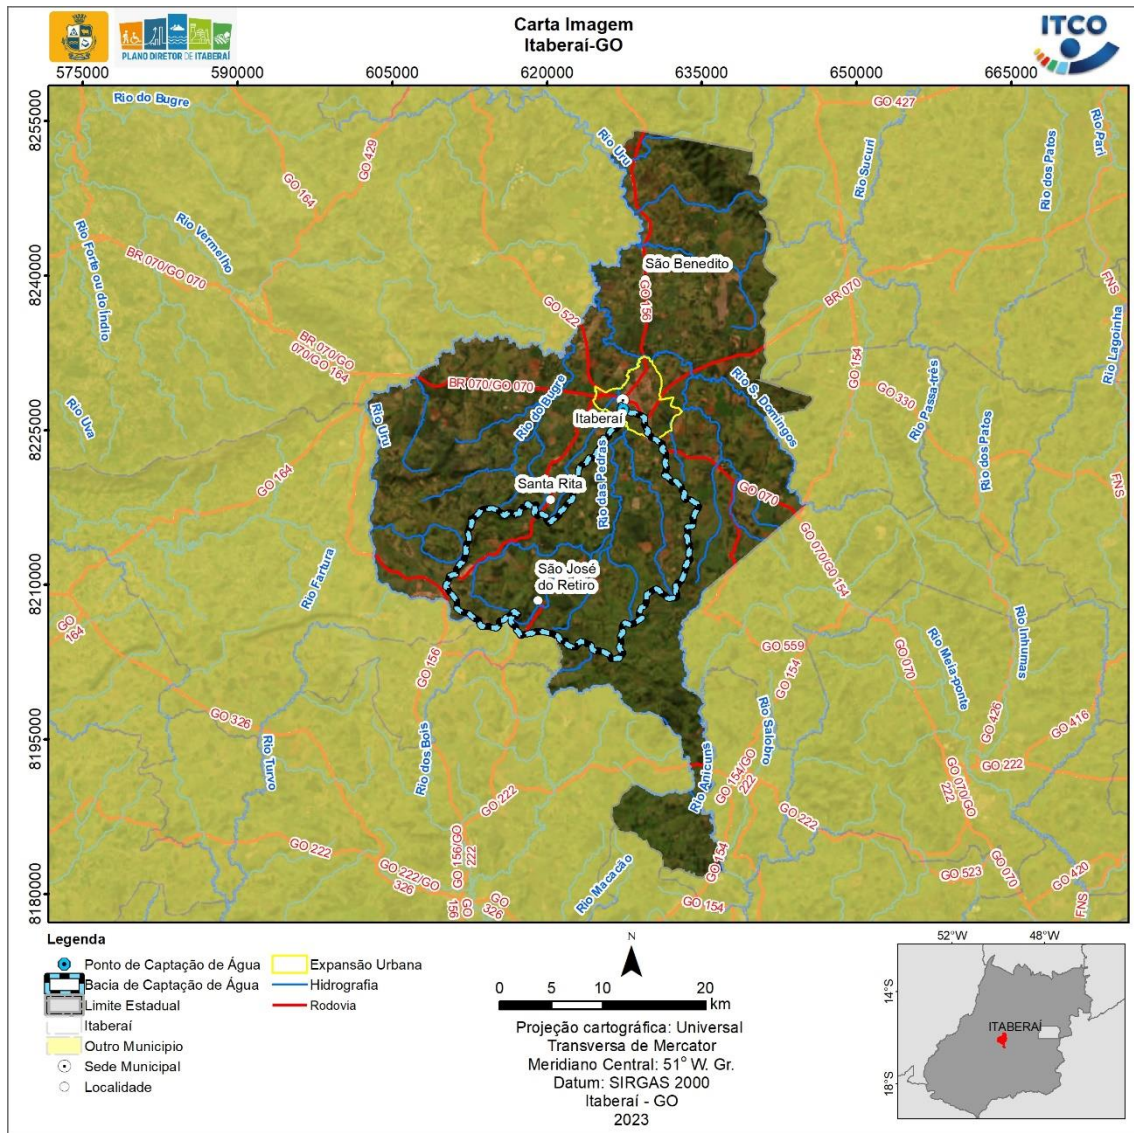 Carta Imagem
Itaberaí-GO
PLANO DIRETOR DE ITABERAÍ
ITCO
575000
590000
605000
620000
635000
650000
665000
8255000
8240000
8225000
8210000
8195000
8180000
Rio do Bugre
GO 429
GO 164
Rio Uru
GO 427
Rio Sucurí
Rio dos Patos
Rio Pari
Rio Forte ou do Índio
Rio Vermelho
BR 070/GO 070
São Benedito
GO 156
GO 522
BR 070
FNS
Rio Lagoinha
BR 070/GO
070/GO 164
BR 070/GO 070
Rio do Bugre
Rio S. Domingos
GO 154
GO 330
Rio Passa-três
Rio Uva
Rio Uru
Itaberaí
Rio das Pedras
Rio dos Patos
GO 164
Santa Rita
GO 070
FNS
Rio Fartura
São José
do Retiro
GO 070/G0 154
GO
164
GO 156
GO 559
GO 154
GO 070
Rio Meia-ponte
Rio Inhumas
GO 326
Rio Turvo
Rio dos Bois
Rio Salobro
GO 426
GO 416
Rio Anicuns
GO 154/GO
222
GO 222
GO 222
GO 222
GO 070/GO
222
GO 222
GO 156/GO
222
GO 222/GO
326
GO
156
GO
326
Rio Macacão
GO 154
GO 154
GO 523
GO 070
GO 420
FNS
Legenda
Ponto de Captação de Água
Bacia de Captação de Água
Limite Estadual
Itaberaí
Outro Municipio
Sede Municipal
Localidade
Expansão Urbana
Hidrografia
Rodovia
N
0 5 10 20
km
Projeção cartográfica: Universal
Transversa de Mercator
Meridiano Central: 51° W. Gr.
Datum: SIRGAS 2000
Itaberaí - GO
2023
52°W
48°W
14°S
18°S
ITABERAÍ